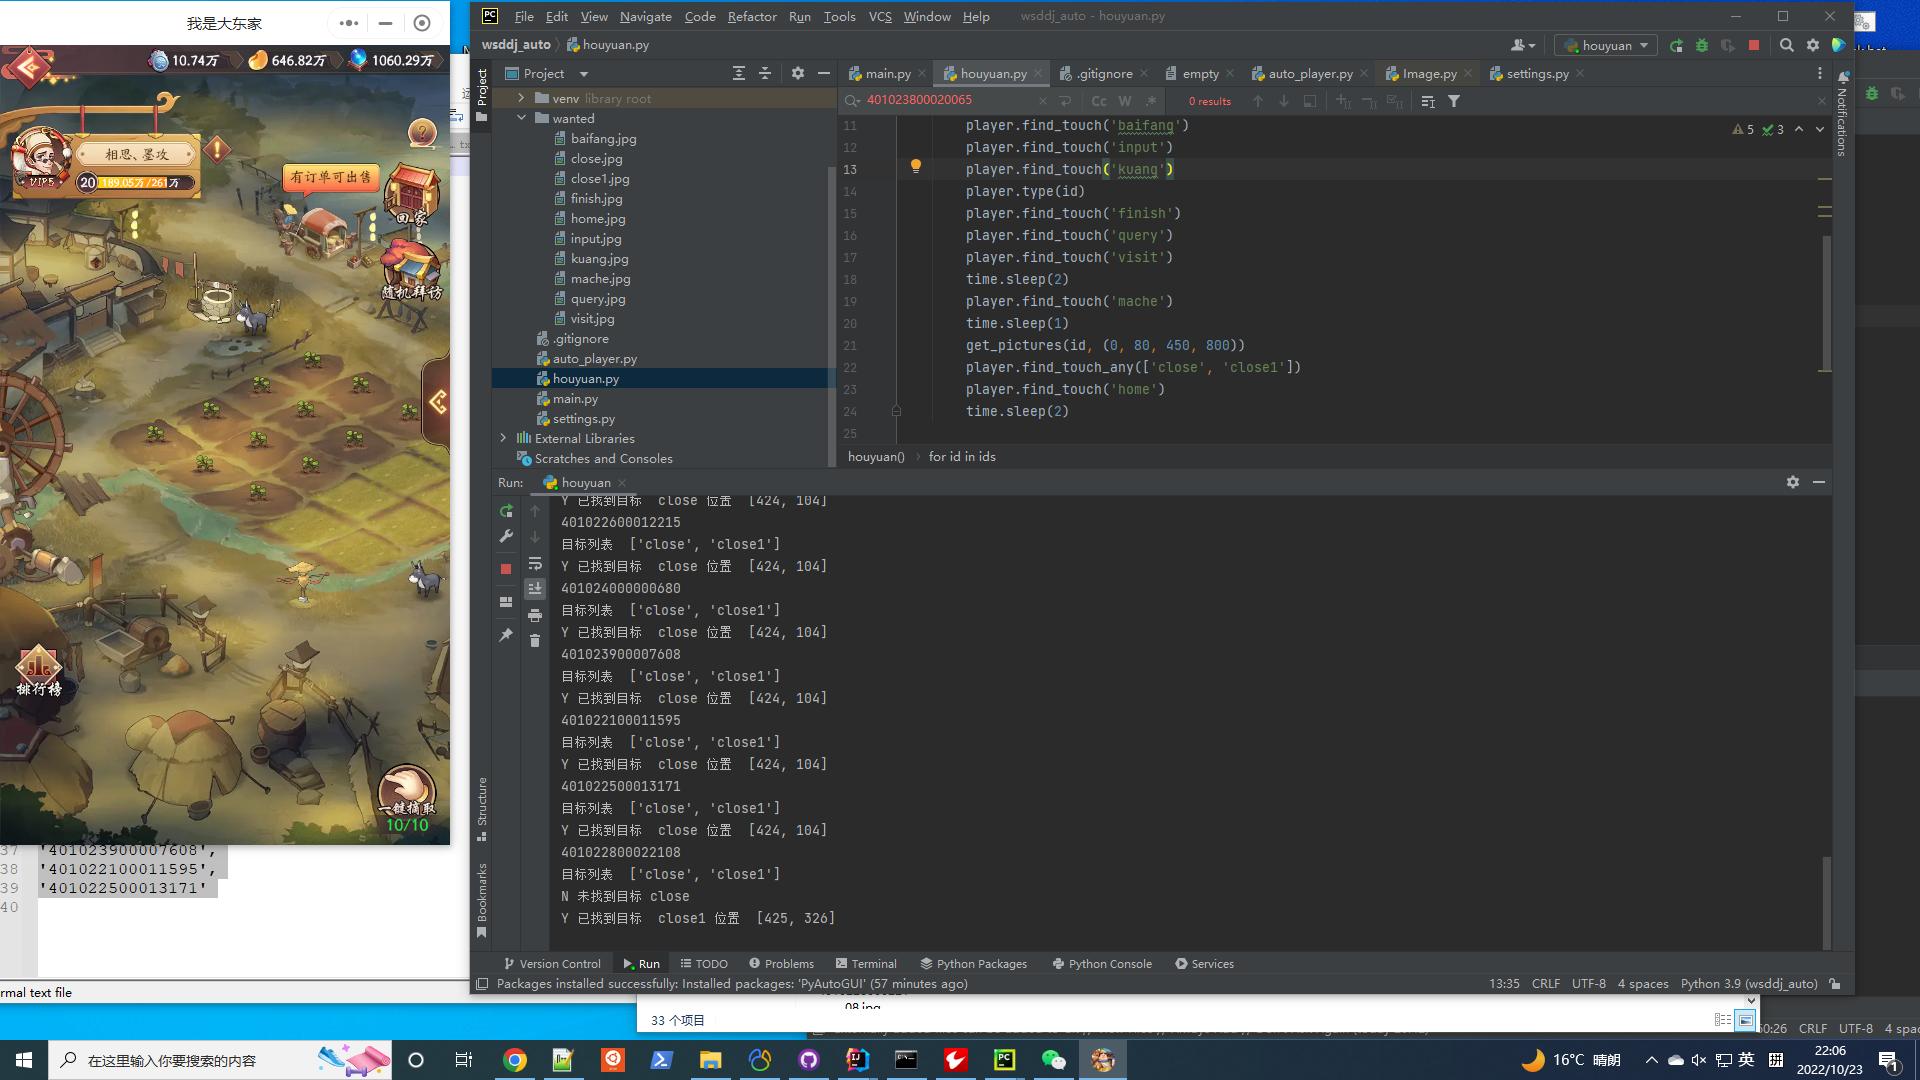 我是大东家
10.74万 646.82万 1060.29万
相思、墨攻
VIP5 20 189.05万/261万
有订单可出售
回家
随机拜访
排行榜
一键摘取
10/10
37 '401023900007608',
38 '401022100011595',
39 '401022500013171'
40
rmal text file
File Edit View Navigate Code Refactor Run Tools VCS Window Help wsddj_auto - houyuan.py
wsddj_auto houyuan.py houyuan
Project
Project
main.py houyuan.py .gitignore empty auto_player.py Image.py settings.py
401023800020065 Cc W .* 0 results
venv library root
wanted
baifang.jpg
close.jpg
close1.jpg
finish.jpg
home.jpg
input.jpg
kuang.jpg
mache.jpg
query.jpg
visit.jpg
.gitignore
auto_player.py
houyuan.py
main.py
settings.py
External Libraries
Scratches and Consoles
5 3
11 player.find_touch('baifang')
12 player.find_touch('input')
13 player.find_touch('kuang')
14 player.type(id)
15 player.find_touch('finish')
16 player.find_touch('query')
17 player.find_touch('visit')
18 time.sleep(2)
19 player.find_touch('mache')
20 time.sleep(1)
21 get_pictures(id, (0, 80, 450, 800))
22 player.find_touch_any(['close', 'close1'])
23 player.find_touch('home')
24 time.sleep(2)
25
houyuan() for id in ids
Notifications
Run: houyuan
Y 已找到目标 close 位置 [424, 104]
401022600012215
目标列表 ['close', 'close1']
Y 已找到目标 close 位置 [424, 104]
401024000000680
目标列表 ['close', 'close1']
Y 已找到目标 close 位置 [424, 104]
401023900007608
目标列表 ['close', 'close1']
Y 已找到目标 close 位置 [424, 104]
401022100011595
目标列表 ['close', 'close1']
Y 已找到目标 close 位置 [424, 104]
401022500013171
目标列表 ['close', 'close1']
Y 已找到目标 close 位置 [424, 104]
401022800022108
目标列表 ['close', 'close1']
N 未找到目标 close
Y 已找到目标 close1 位置 [425, 326]
Structure
Bookmarks
Version Control Run TODO Problems Terminal Python Packages Python Console Services
Packages installed successfully: Installed packages: 'PyAutoGUI' (57 minutes ago) 13:35 CRLF UTF-8 4 spaces Python 3.9 (wsddj_auto)
08.jpg
33 个项目
CRLF UTF-8 4 spac
在这里输入你要搜索的内容
16°C 晴朗 英 拼 22:06
2022/10/23
1